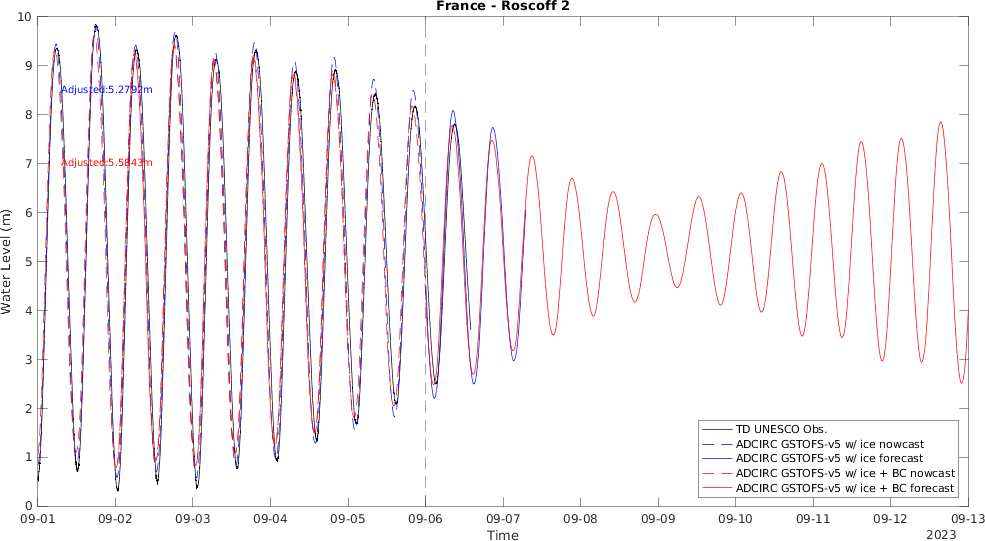 France - Roscoff 2
10
9
8
7
6
5
4
3
2
1
0
Water Level (m)
Adjusted:5.2792m
Adjusted:5.5843m
TD UNESCO Obs.
ADCIRC GSTOFS-v5 w/ ice nowcast
ADCIRC GSTOFS-v5 w/ ice forecast
ADCIRC GSTOFS-v5 w/ ice + BC nowcast
ADCIRC GSTOFS-v5 w/ ice + BC forecast
09-01 09-02 09-03 09-04 09-05 09-06 09-07 09-08 09-09 09-10 09-11 09-12 09-13
Time
2023